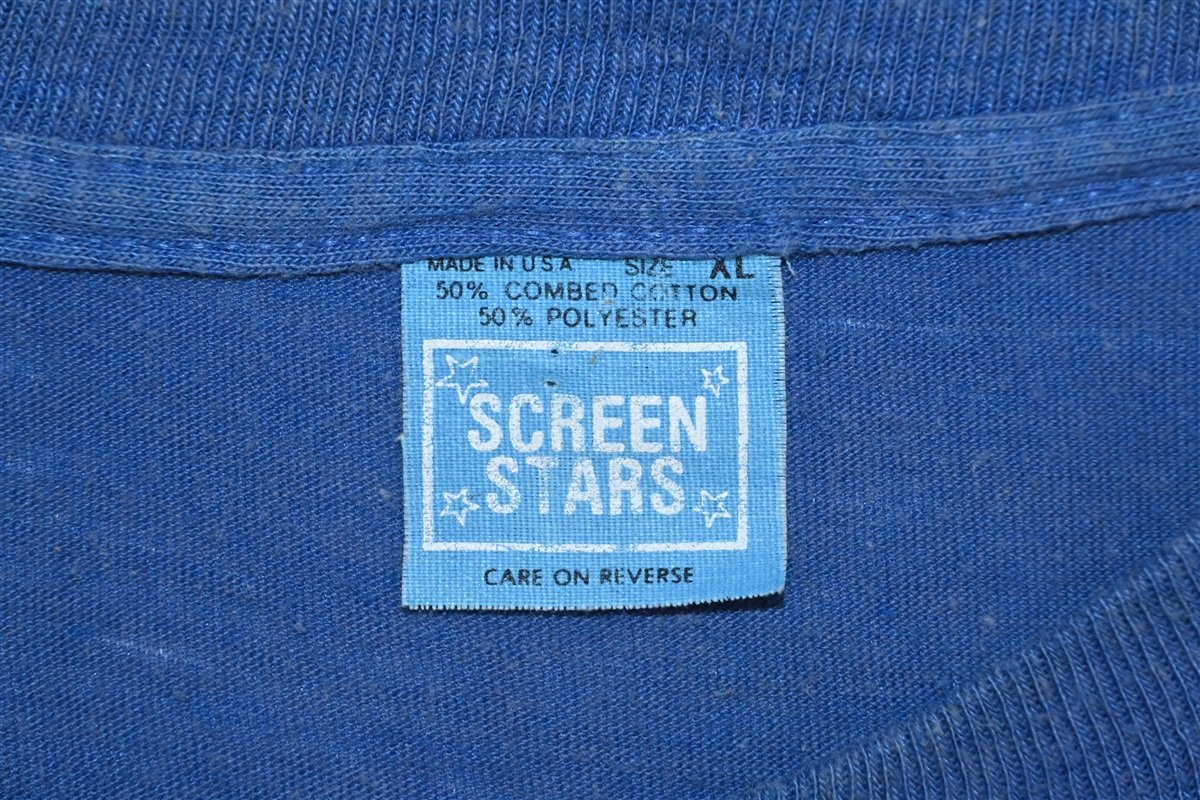 MADE IN U S A SIZE XL
50% COMBED COTTON
50% POLYESTER
SCREEN
STARS
CARE ON REVERSE